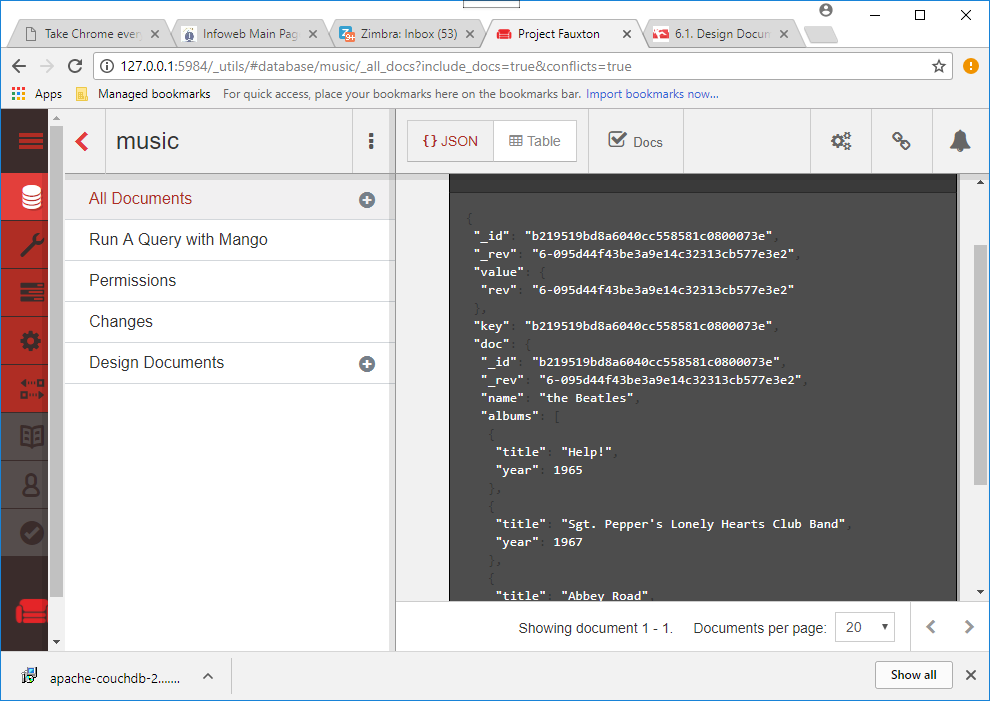 Take Chrome every
Infoweb Main Pag
Zimbra: Inbox (53)
Project Fauxton
6.1. Design Docum
127.0.0.1:5984/_utils/#database/music/_all_docs?include_docs=true&conflicts=true
Apps
Managed bookmarks
For quick access, place your bookmarks here on the bookmarks bar. Import bookmarks now...
music
{} JSON
Table
Docs
All Documents
Run A Query with Mango
Permissions
Changes
Design Documents
{
"_id": "b219519bd8a6040cc558581c0800073e",
"_rev": "6-095d44f43be3a9e14c32313cb577e3e2",
"value": {
"rev": "6-095d44f43be3a9e14c32313cb577e3e2"
},
"key": "b219519bd8a6040cc558581c0800073e",
"doc": {
"_id": "b219519bd8a6040cc558581c0800073e",
"_rev": "6-095d44f43be3a9e14c32313cb577e3e2",
"name": "the Beatles",
"albums": [
{
"title": "Help!",
"year": 1965
},
{
"title": "Sgt. Pepper's Lonely Hearts Club Band",
"year": 1967
},
{
"title": "Abbey Road",
Showing document 1 - 1.
Documents per page:
20
apache-couchdb-2.......
Show all